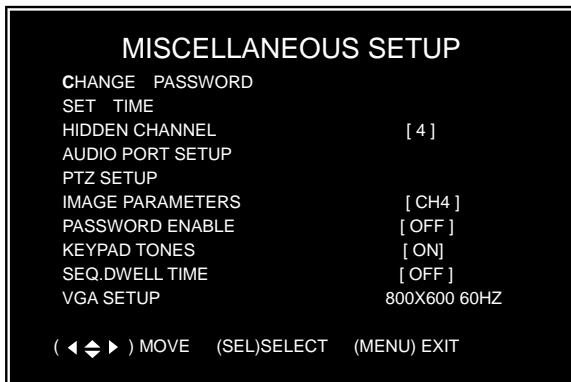 MISCELLANEOUS SETUP
CHANGE PASSWORD
SET TIME
HIDDEN CHANNEL [ 4 ]
AUDIO PORT SETUP
PTZ SETUP
IMAGE PARAMETERS [ CH4 ]
PASSWORD ENABLE [ OFF ]
KEYPAD TONES [ ON]
SEQ.DWELL TIME [ OFF ]
VGA SETUP 800X600 60HZ
( ◀ ◆ ▶ ) MOVE (SEL)SELECT (MENU) EXIT